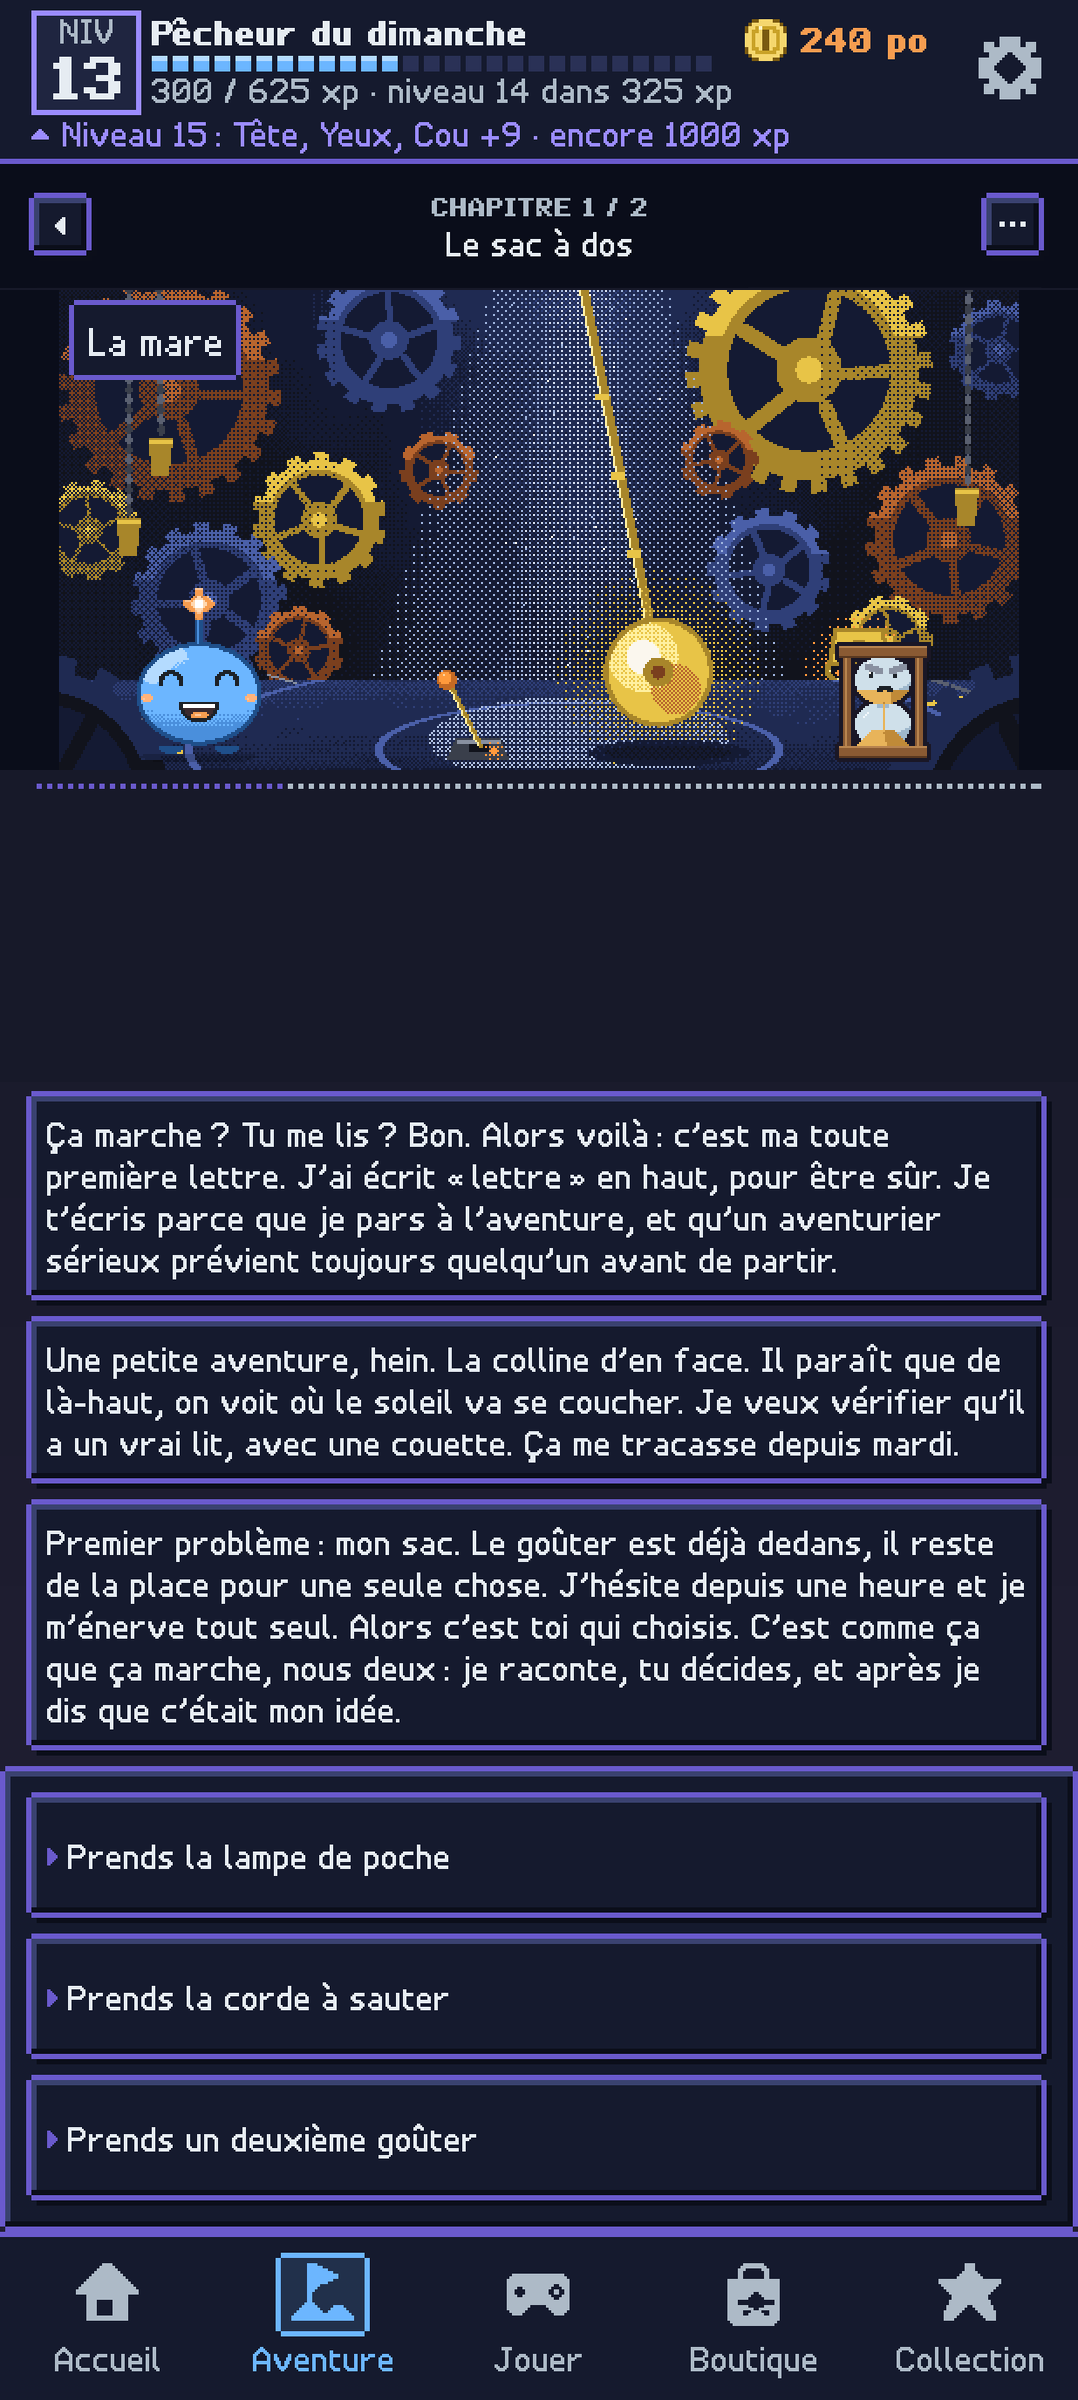 NIV
13
Pêcheur du dimanche
240 po
300 / 625 xp · niveau 14 dans 325 xp
Niveau 15 : Tête, Yeux, Cou +9 · encore 1000 xp
CHAPITRE 1 / 2
Le sac à dos
La mare
Ça marche ? Tu me lis ? Bon. Alors voilà : c’est ma toute
première lettre. J’ai écrit « lettre » en haut, pour être sûr. Je
t’écris parce que je pars à l’aventure, et qu’un aventurier
sérieux prévient toujours quelqu’un avant de partir.
Une petite aventure, hein. La colline d’en face. Il paraît que de
là-haut, on voit où le soleil va se coucher. Je veux vérifier qu’il
a un vrai lit, avec une couette. Ça me tracasse depuis mardi.
Premier problème : mon sac. Le goûter est déjà dedans, il reste
de la place pour une seule chose. J’hésite depuis une heure et je
m’énerve tout seul. Alors c’est toi qui choisis. C’est comme ça
que ça marche, nous deux : je raconte, tu décides, et après je
dis que c’était mon idée.
Prends la lampe de poche
Prends la corde à sauter
Prends un deuxième goûter
Accueil
Aventure
Jouer
Boutique
Collection